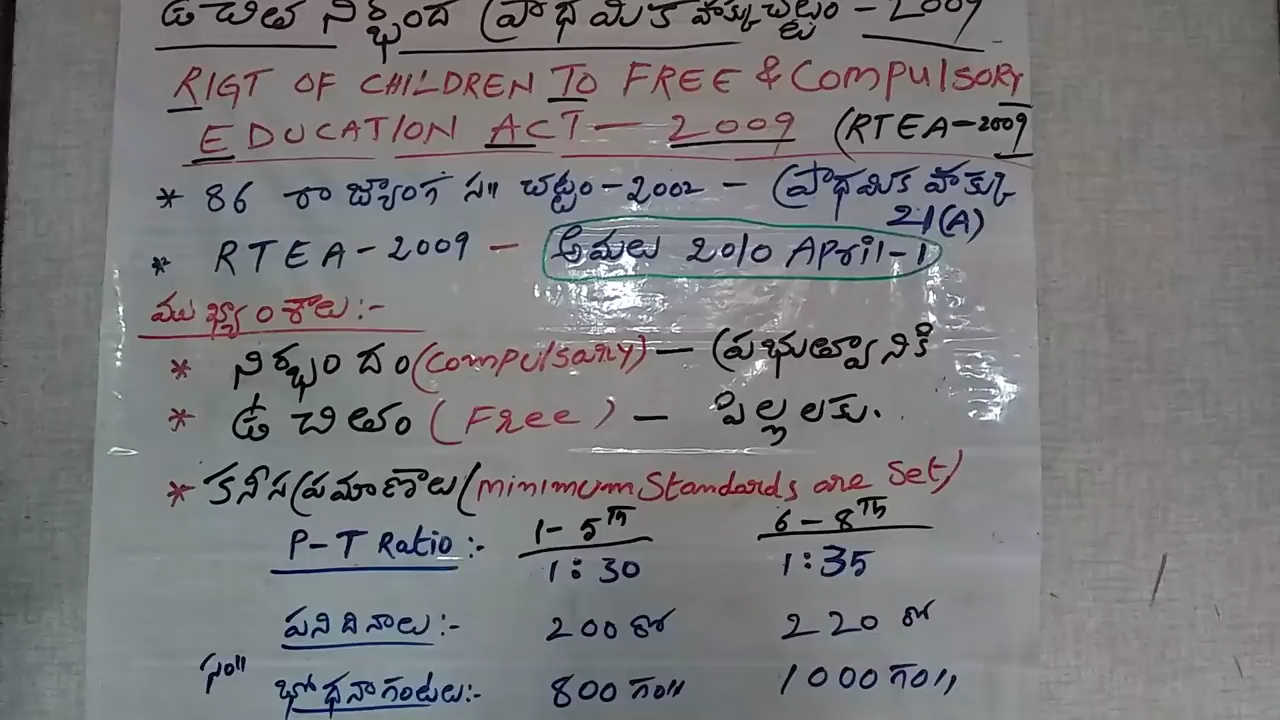 ఉచిత నిర్బంద ప్రాధమిక హక్కు చట్టం - 2009
RIGT OF CHILDREN TO FREE & COMPULSORY
EDUCATION ACT - 2009 (RTEA-2009
* 86 రాజ్యాంగ స॥ చట్టం-2002 - ప్రాధమిక హక్కు
21(A)
* RTEA-2009 - అమలు 2010 APril-1
ముఖ్యాంశాలు:-
* నిర్బందం (Compulsary) - ప్రభుత్వానికి
* ఉచితం (Free) - పిల్లలకు.
* కనీసప్రమాణాలు (minimum Standards are Set)
P-T Ratio:- 1-5th 6-8th
1:30 1:35
పనిదినాలు:- 200 రో 220 రో
సం॥ భోధనాగంటలు:- 800 గం॥ 1000 గం॥